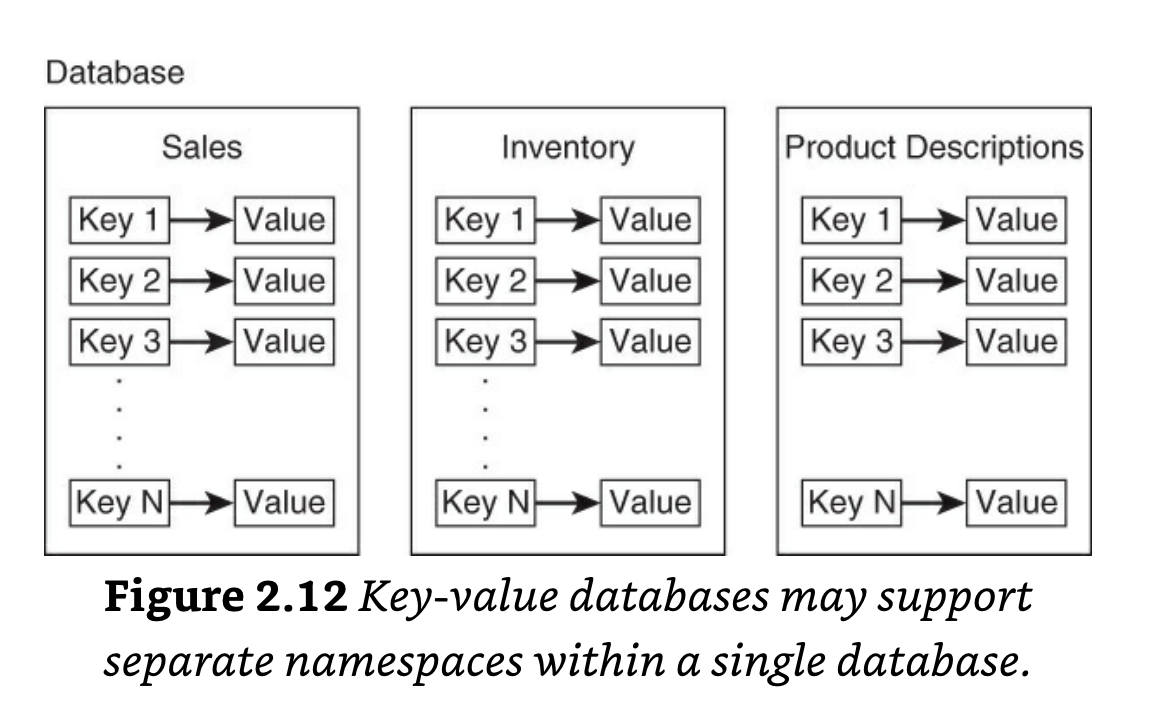 Database
Sales
Key 1 Value
Key 2 Value
Key 3 Value
Key N Value
Inventory
Key 1 Value
Key 2 Value
Key 3 Value
Key N Value
Product Descriptions
Key 1 Value
Key 2 Value
Key 3 Value
Key N Value
Figure 2.12 Key-value databases may support
separate namespaces within a single database.